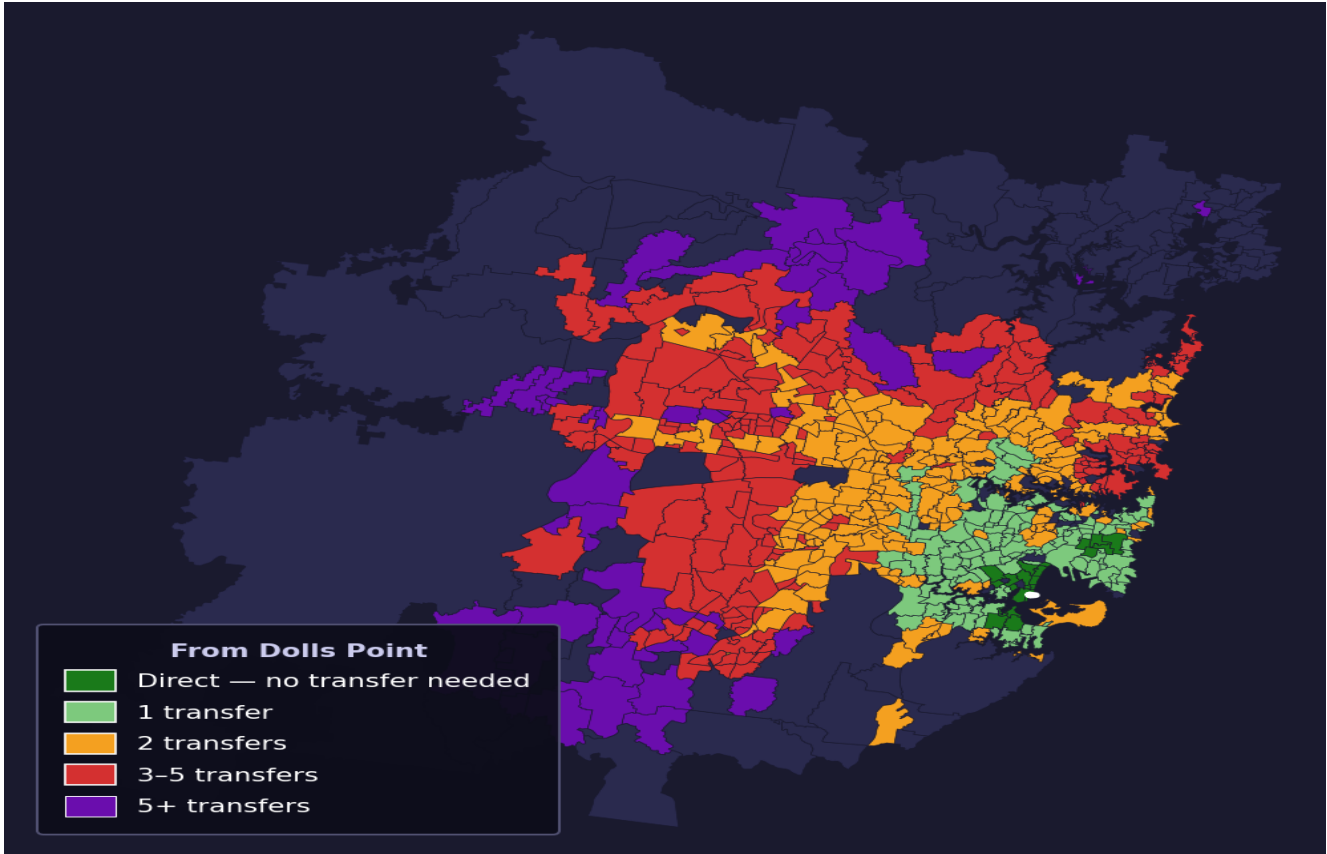 From Dolls Point
Direct — no transfer needed
1 transfer
2 transfers
3–5 transfers
5+ transfers